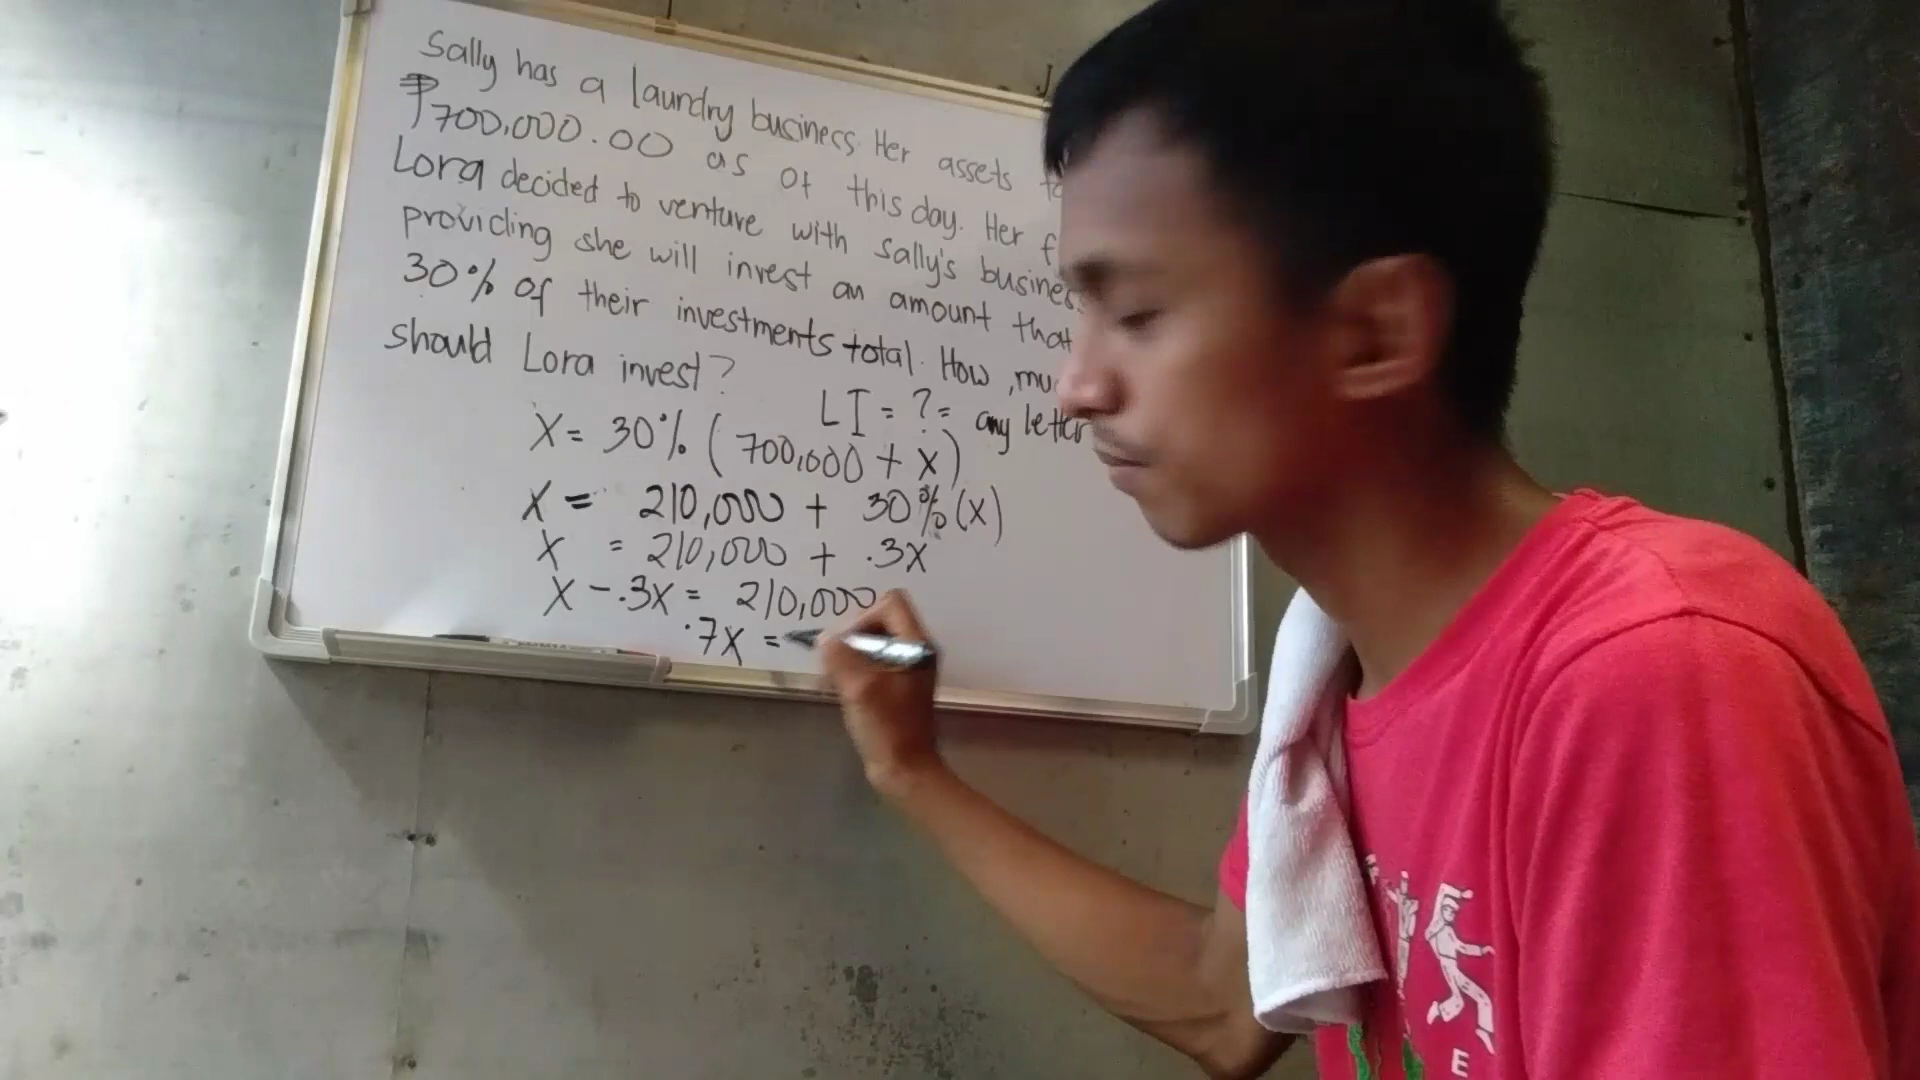 Sally has a laundry business. Her assets
₱700,000.00 as of this day. Her
Lora decided to venture with Sally's
providing she will invest an amount that
30% of their investments total. How
should Lora invest?
LI = ? = any letter
X = 30% (700,000 + X)
X = 210,000 + 30% (X)
X = 210,000 + .3X
X - .3X = 210,000
.7X =
E